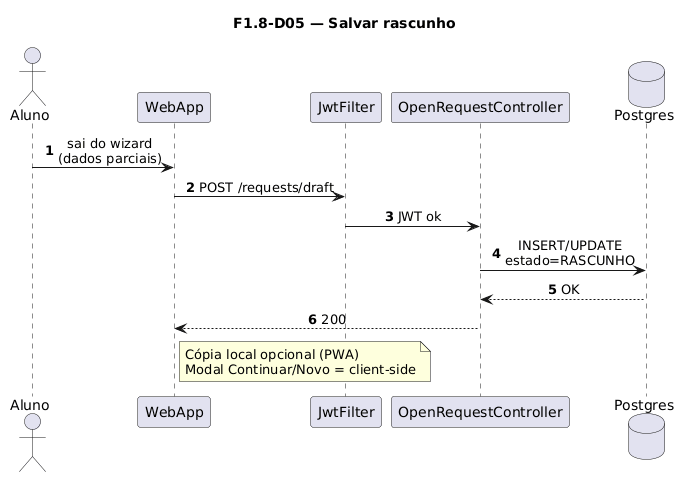 F1.8-D05 — Salvar rascunho
Aluno
WebApp
JwtFilter
OpenRequestController
Postgres
1 sai do wizard
(dados parciais)
2 POST /requests/draft
3 JWT ok
4 INSERT/UPDATE
estado=RASCUNHO
5 OK
6 200
Cópia local opcional (PWA)
Modal Continuar/Novo = client-side
Aluno
WebApp
JwtFilter
OpenRequestController
Postgres